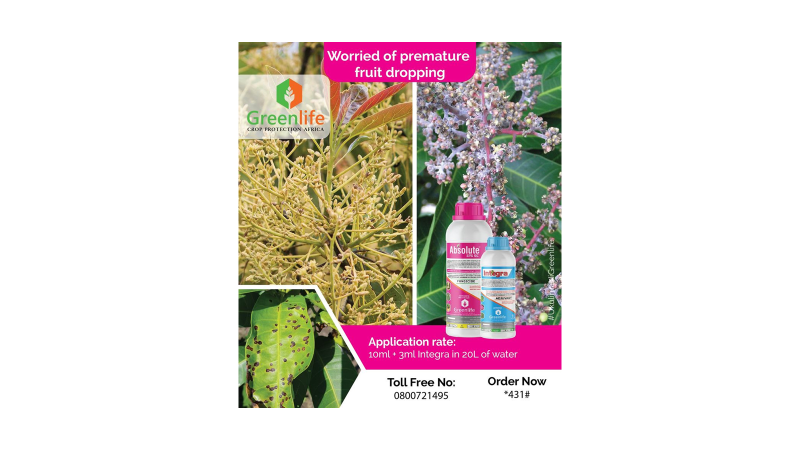 Worried of premature
fruit dropping
Greenlife
CROP PROTECTION AFRICA
Absolute
Integra
Greenlife
Application rate:
10ml + 3ml Integra in 20L of water
Toll Free No:
0800721495
Order Now
*431#